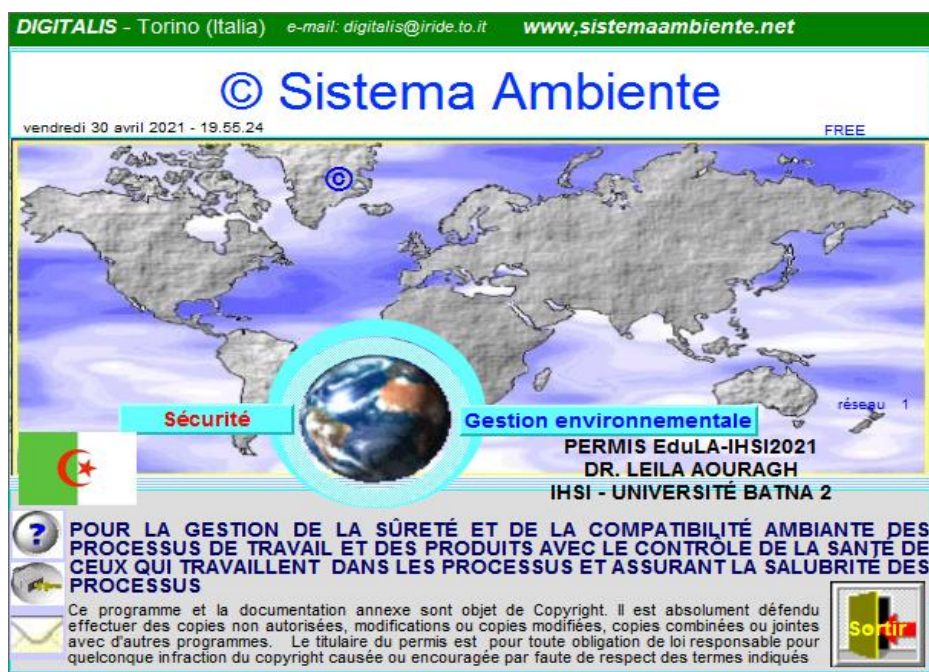 DIGITALIS - Torino (Italia) e-mail: digitalis@iride.to.it www,sistemaambiente.net
© Sistema Ambiente
vendredi 30 avril 2021 - 19.55.24
FREE
©
réseau 1
Sécurité
Gestion environnementale
PERMIS EduLA-IHSI2021
DR. LEILA AOURAGH
IHSI - UNIVERSITÉ BATNA 2
?
POUR LA GESTION DE LA SÛRETÉ ET DE LA COMPATIBILITÉ AMBIANTE DES
PROCESSUS DE TRAVAIL ET DES PRODUITS AVEC LE CONTRÔLE DE LA SANTÉ DE
CEUX QUI TRAVAILLENT DANS LES PROCESSUS ET ASSURANT LA SALUBRITÉ DES
PROCESSUS
Ce programme et la documentation annexe sont objet de Copyright. Il est absolument défendu
effectuer des copies non autorisées, modifications ou copies modifiées, copies combinées ou jointes
avec d'autres programmes. Le titulaire du permis est pour toute obligation de loi responsable pour
quelconque infraction du copyright causée ou encouragée par faute de respect des termes indiqués
Sortir